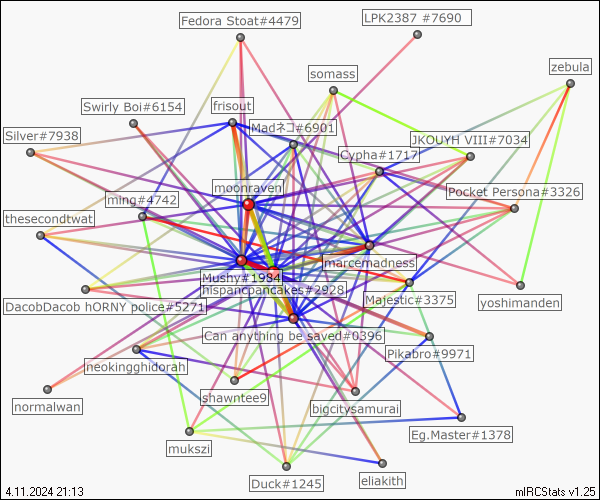 Fedora Stoat#4479
LPK2387 #7690
zebula
somass
Swirly Boi#6154
frisout
Madネコ#6901
Silver#7938
JKOUYH VIII#7034
Cypha#1717
moonraven
Pocket Persona#3326
ming#4742
thesecondtwat
marcemadness
Mushy#1984
hispancpancakes#2928
Majestic#3375
yoshimanden
DacobDacob hORNY police#5271
Can anything be saved#0396
Pikabro#9971
neokingghidorah
shawntee9
normalwan
bigcitysamurai
Eg.Master#1378
mukszi
Duck#1245
eliakith
4.11.2024 21:13
mIRCStats v1.25